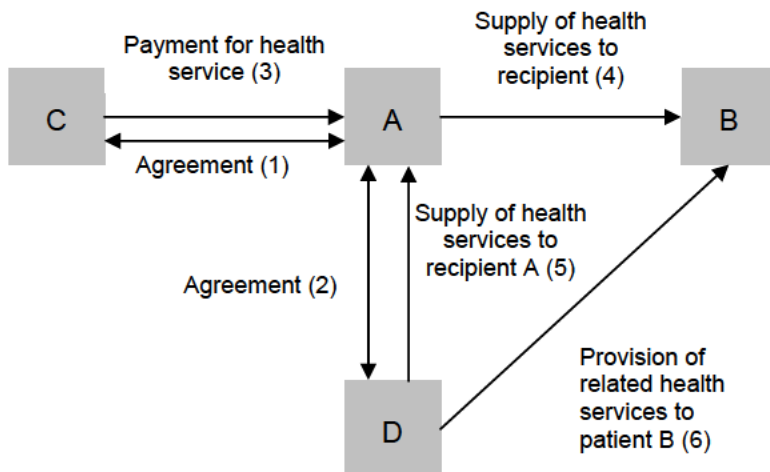 Payment for health
service (3)
Supply of health
services to
recipient (4)
C
A
B
Agreement (1)
Supply of health
services to
recipient A (5)
Agreement (2)
Provision of
related health
services to
patient B (6)
D